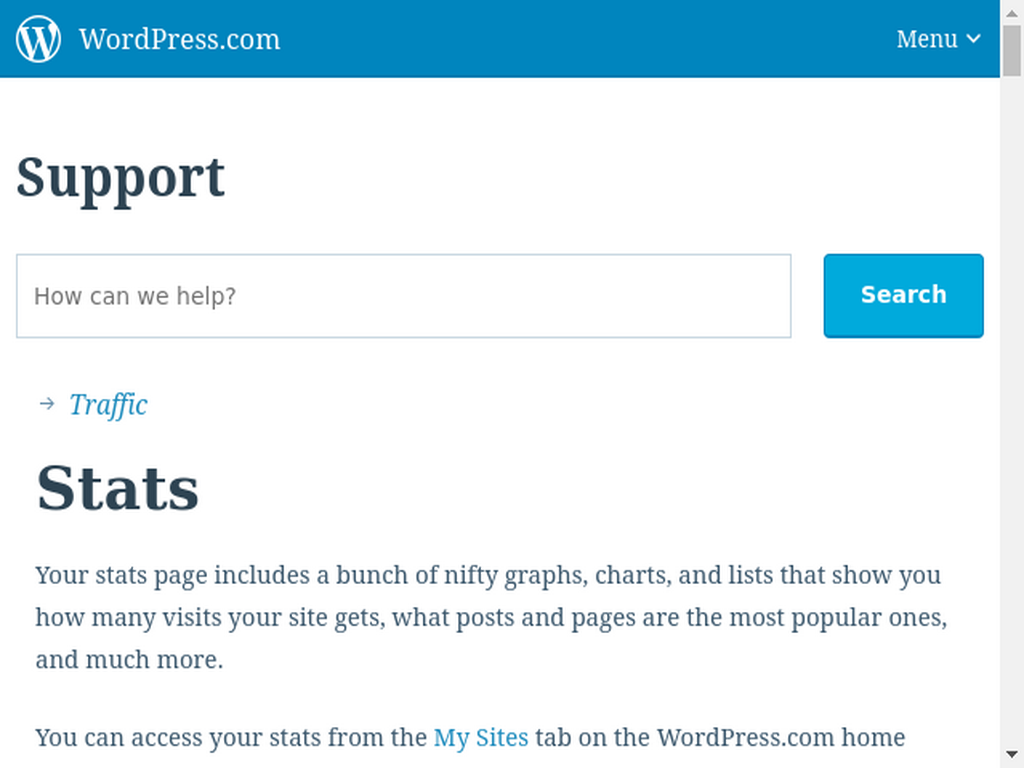 WordPress.com
Menu
Support
How can we help?
Search
→ Traffic
Stats
Your stats page includes a bunch of nifty graphs, charts, and lists that show you
how many visits your site gets, what posts and pages are the most popular ones,
and much more.
You can access your stats from the My Sites tab on the WordPress.com home